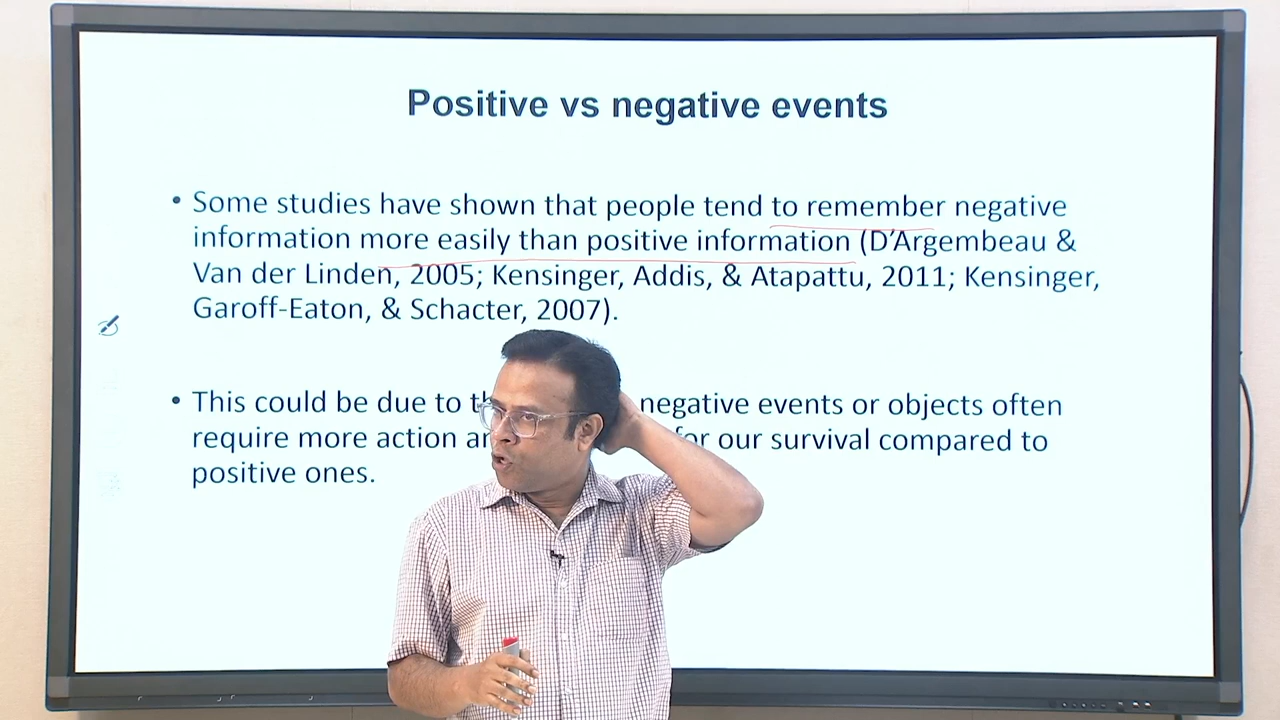 Positive vs negative events
• Some studies have shown that people tend to remember negative
information more easily than positive information (D'Argembeau &
Van der Linden, 2005; Kensinger, Addis, & Atapattu, 2011; Kensinger,
Garoff-Eaton, & Schacter, 2007).
• This could be due to negative events or objects often
require more action for our survival compared to
positive ones.